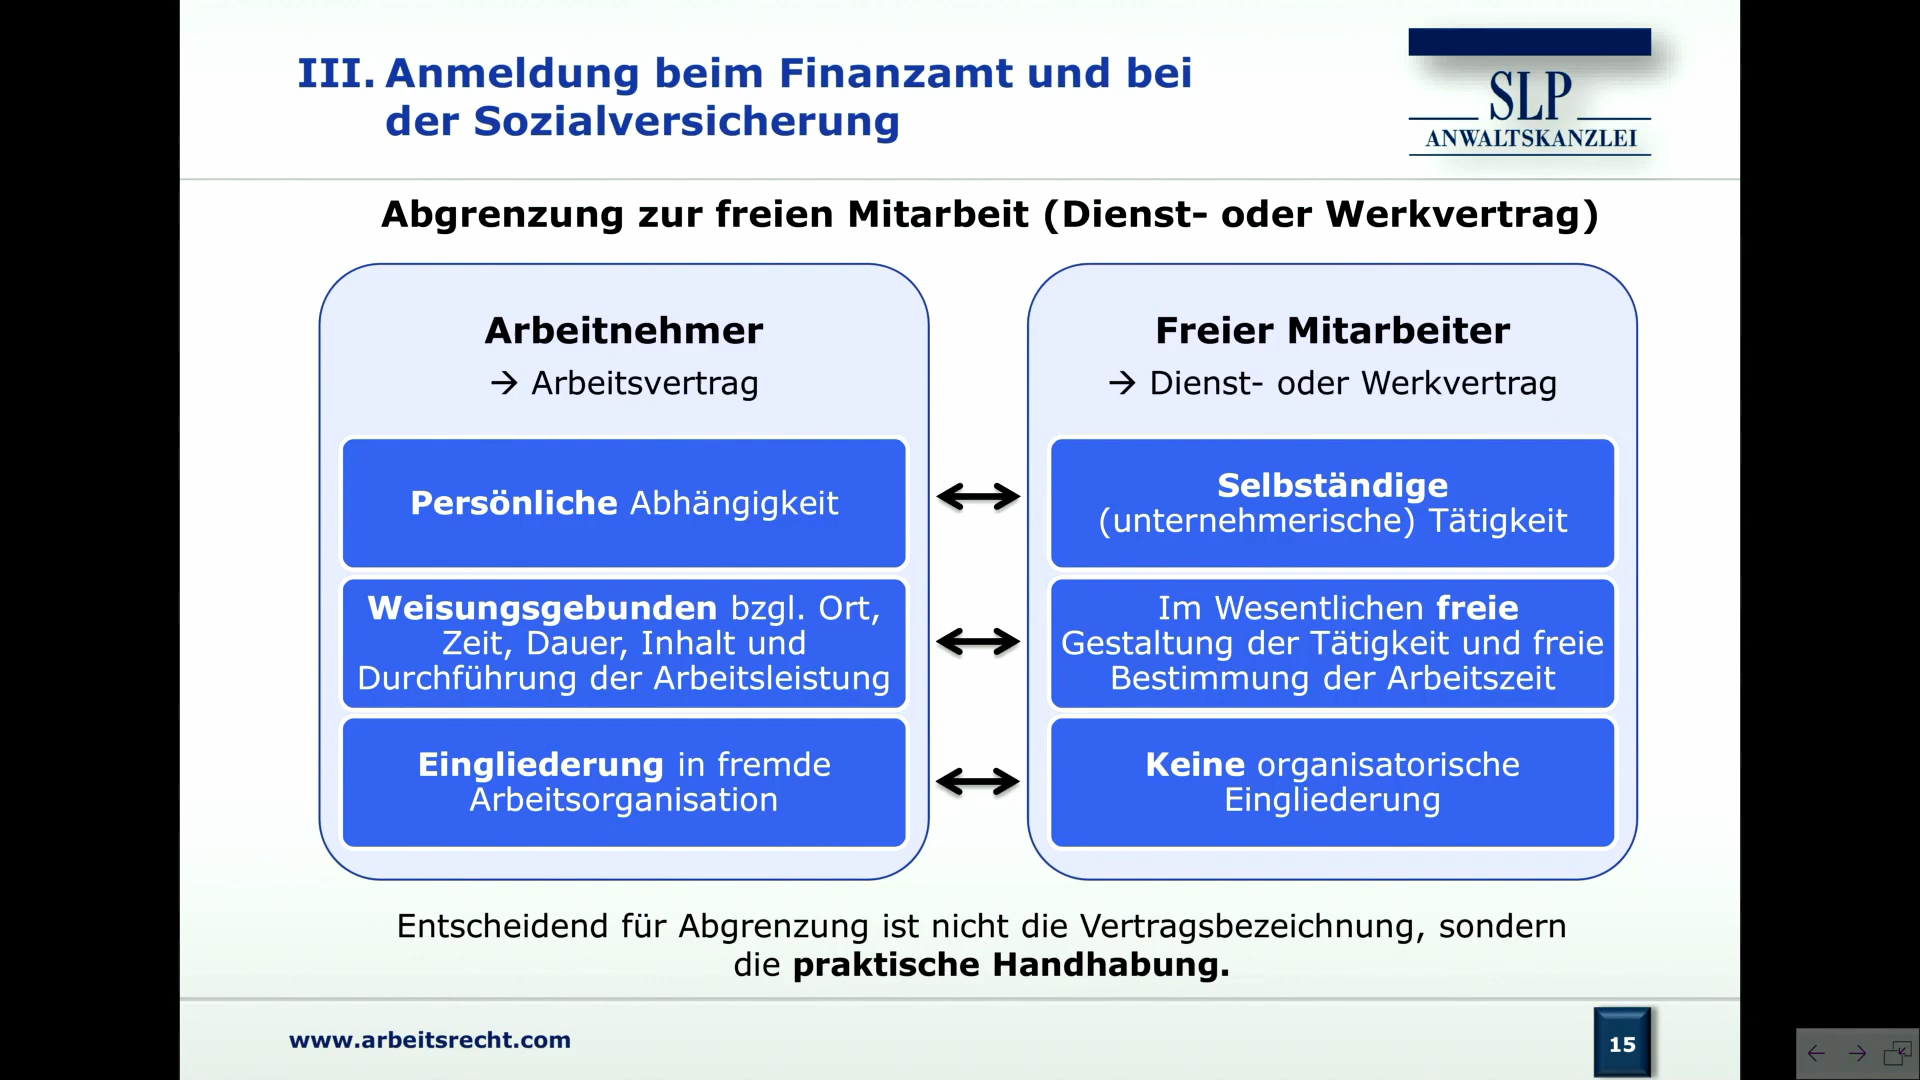 III. Anmeldung beim Finanzamt und bei
der Sozialversicherung
SLP
ANWALTSKANZLEI
Abgrenzung zur freien Mitarbeit (Dienst- oder Werkvertrag)
Arbeitnehmer
→ Arbeitsvertrag
Persönliche Abhängigkeit
Weisungsgebunden bzgl. Ort,
Zeit, Dauer, Inhalt und
Durchführung der Arbeitsleistung
Eingliederung in fremde
Arbeitsorganisation
Freier Mitarbeiter
→ Dienst- oder Werkvertrag
Selbständige
(unternehmerische) Tätigkeit
Im Wesentlichen freie
Gestaltung der Tätigkeit und freie
Bestimmung der Arbeitszeit
Keine organisatorische
Eingliederung
Entscheidend für Abgrenzung ist nicht die Vertragsbezeichnung, sondern
die praktische Handhabung.
www.arbeitsrecht.com
15